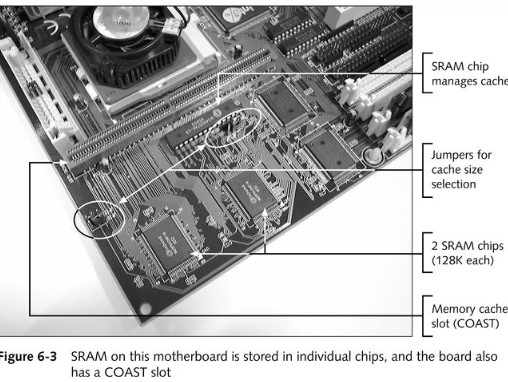 SRAM chip
manages cache
Jumpers for
cache size
selection
2 SRAM chips
(128K each)
Memory cache
slot (COAST)
Figure 6-3 SRAM on this motherboard is stored in individual chips, and the board also
has a COAST slot